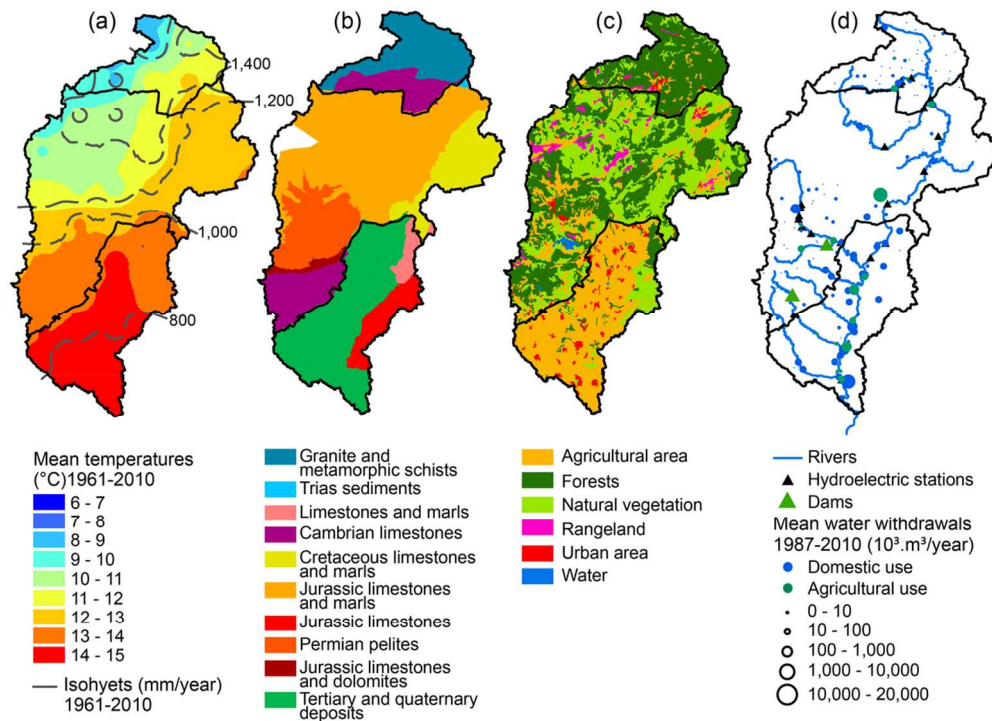 (a)
(b)
(c)
(d)
1,400
1,200
1,000
800
Mean temperatures
(°C)1961-2010
6 - 7
7 - 8
8 - 9
9 - 10
10 - 11
11 - 12
12 - 13
13 - 14
14 - 15
Isohyets (mm/year)
1961-2010
Granite and
metamorphic schists
Trias sediments
Limestones and marls
Cambrian limestones
Cretaceous limestones
and marls
Jurassic limestones
and marls
Jurassic limestones
Permian pelites
Jurassic limestones
and dolomites
Tertiary and quaternary
deposits
Agricultural area
Forests
Natural vegetation
Rangeland
Urban area
Water
Rivers
Hydroelectric stations
Dams
Mean water withdrawals
1987-2010 (10³.m³/year)
Domestic use
Agricultural use
0 - 10
10 - 100
100 - 1,000
1,000 - 10,000
10,000 - 20,000